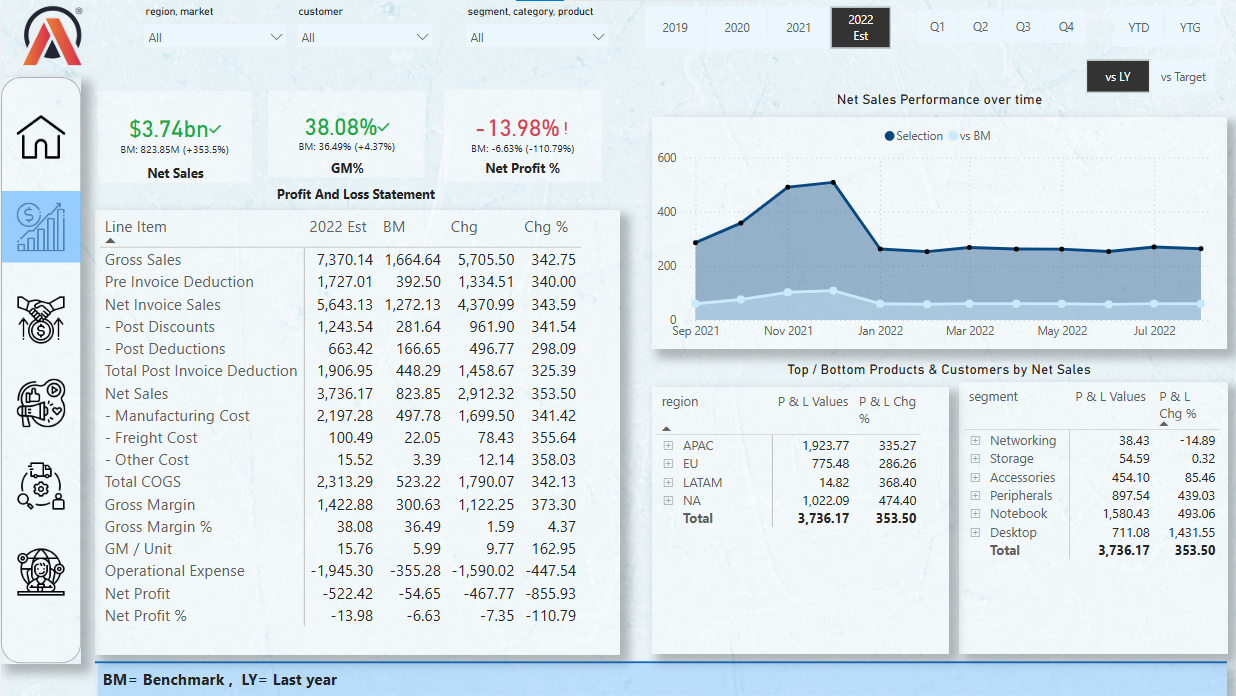 region, market customer segment, category, product
All All All
2019 2020 2021 2022 Est Q1 Q2 Q3 Q4 YTD YTG
vs LY vs Target
$3.74bn
BM: 823.85M (+353.5%)
Net Sales
38.08%
BM: 36.49% (+4.37%)
GM%
-13.98% !
BM: -6.63% (-110.79%)
Net Profit %
Profit And Loss Statement
Line Item 2022 Est BM Chg Chg %
Gross Sales 7,370.14 1,664.64 5,705.50 342.75
Pre Invoice Deduction 1,727.01 392.50 1,334.51 340.00
Net Invoice Sales 5,643.13 1,272.13 4,370.99 343.59
- Post Discounts 1,243.54 281.64 961.90 341.54
- Post Deductions 663.42 166.65 496.77 298.09
Total Post Invoice Deduction 1,906.95 448.29 1,458.67 325.39
Net Sales 3,736.17 823.85 2,912.32 353.50
- Manufacturing Cost 2,197.28 497.78 1,699.50 341.42
- Freight Cost 100.49 22.05 78.43 355.64
- Other Cost 15.52 3.39 12.14 358.03
Total COGS 2,313.29 523.22 1,790.07 342.13
Gross Margin 1,422.88 300.63 1,122.25 373.30
Gross Margin % 38.08 36.49 1.59 4.37
GM / Unit 15.76 5.99 9.77 162.95
Operational Expense -1,945.30 -355.28 -1,590.02 -447.54
Net Profit -522.42 -54.65 -467.77 -855.93
Net Profit % -13.98 -6.63 -7.35 -110.79
Net Sales Performance over time
Selection vs BM
600
400
200
0
Sep 2021 Nov 2021 Jan 2022 Mar 2022 May 2022 Jul 2022
Top / Bottom Products & Customers by Net Sales
region P & L Values P & L Chg
%
APAC 1,923.77 335.27
EU 775.48 286.26
LATAM 14.82 368.40
NA 1,022.09 474.40
Total 3,736.17 353.50
segment P & L Values P & L
Chg %
Networking 38.43 -14.89
Storage 54.59 0.32
Accessories 454.10 85.46
Peripherals 897.54 439.03
Notebook 1,580.43 493.06
Desktop 711.08 1,431.55
Total 3,736.17 353.50
BM= Benchmark , LY= Last year